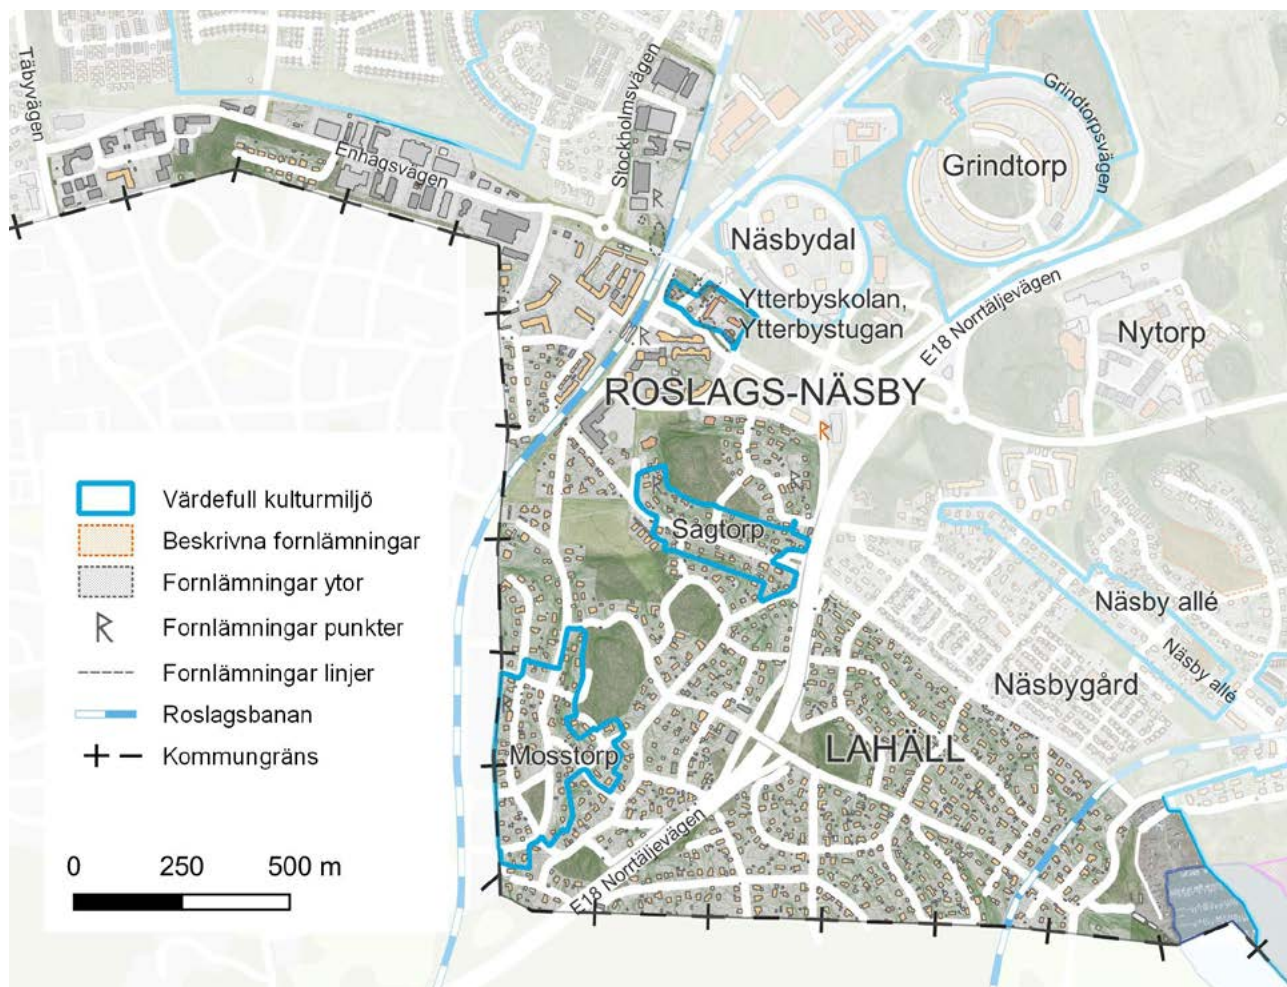 Täbyvägen
Enhagsvägen
Stockholmsvägen
Grindtorpsvägen
Grindtorp
Näsbydal
E18 Norrtäljevägen
Ytterbyskolan,
Ytterbystugan
Nytorp
ROSLAGS-NÄSBY
Sågtorp
Näsby allé
Näsby allé
Näsbygård
Mosstorp
LAHÄLL
E18 Norrtäljevägen
Värdefull kulturmiljö
Beskrivna fornlämningar
Fornlämningar ytor
Fornlämningar punkter
Fornlämningar linjer
Roslagsbanan
Kommungräns
0 250 500 m